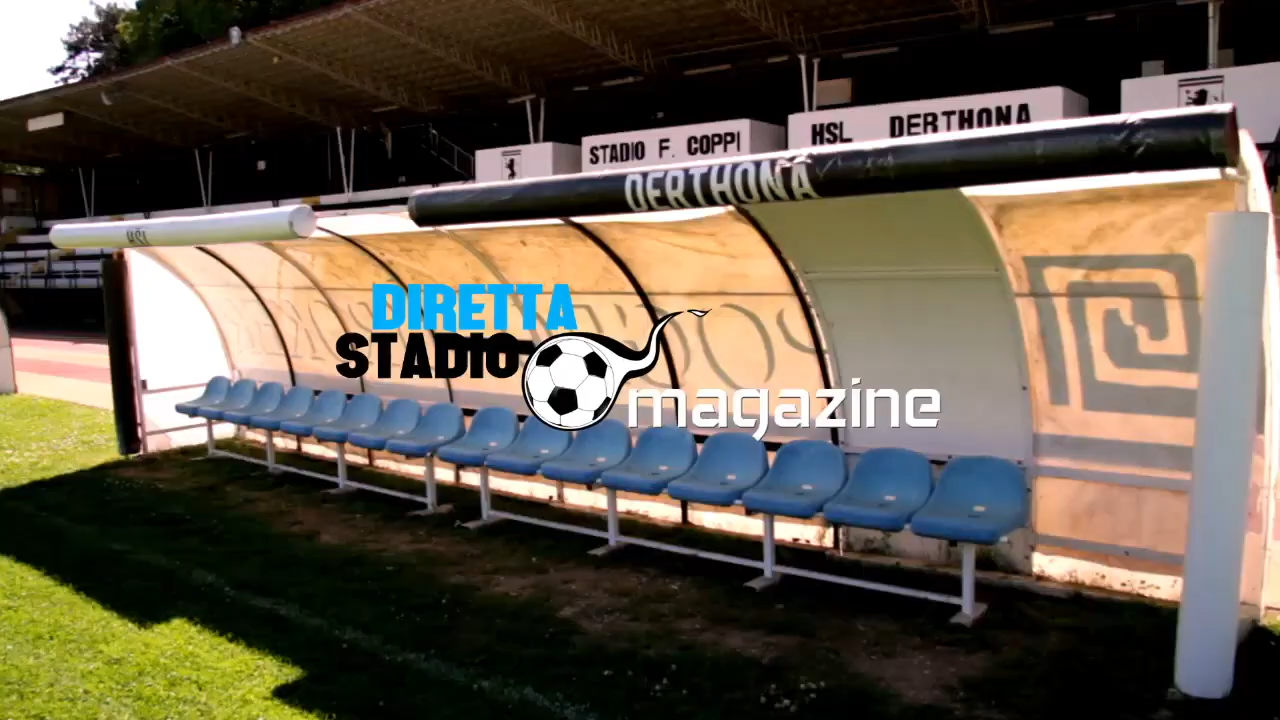 STADIO F. COPPI
HSL DERTHONA
DERTHONA
HSL
DIRETTA
STADIO
magazine